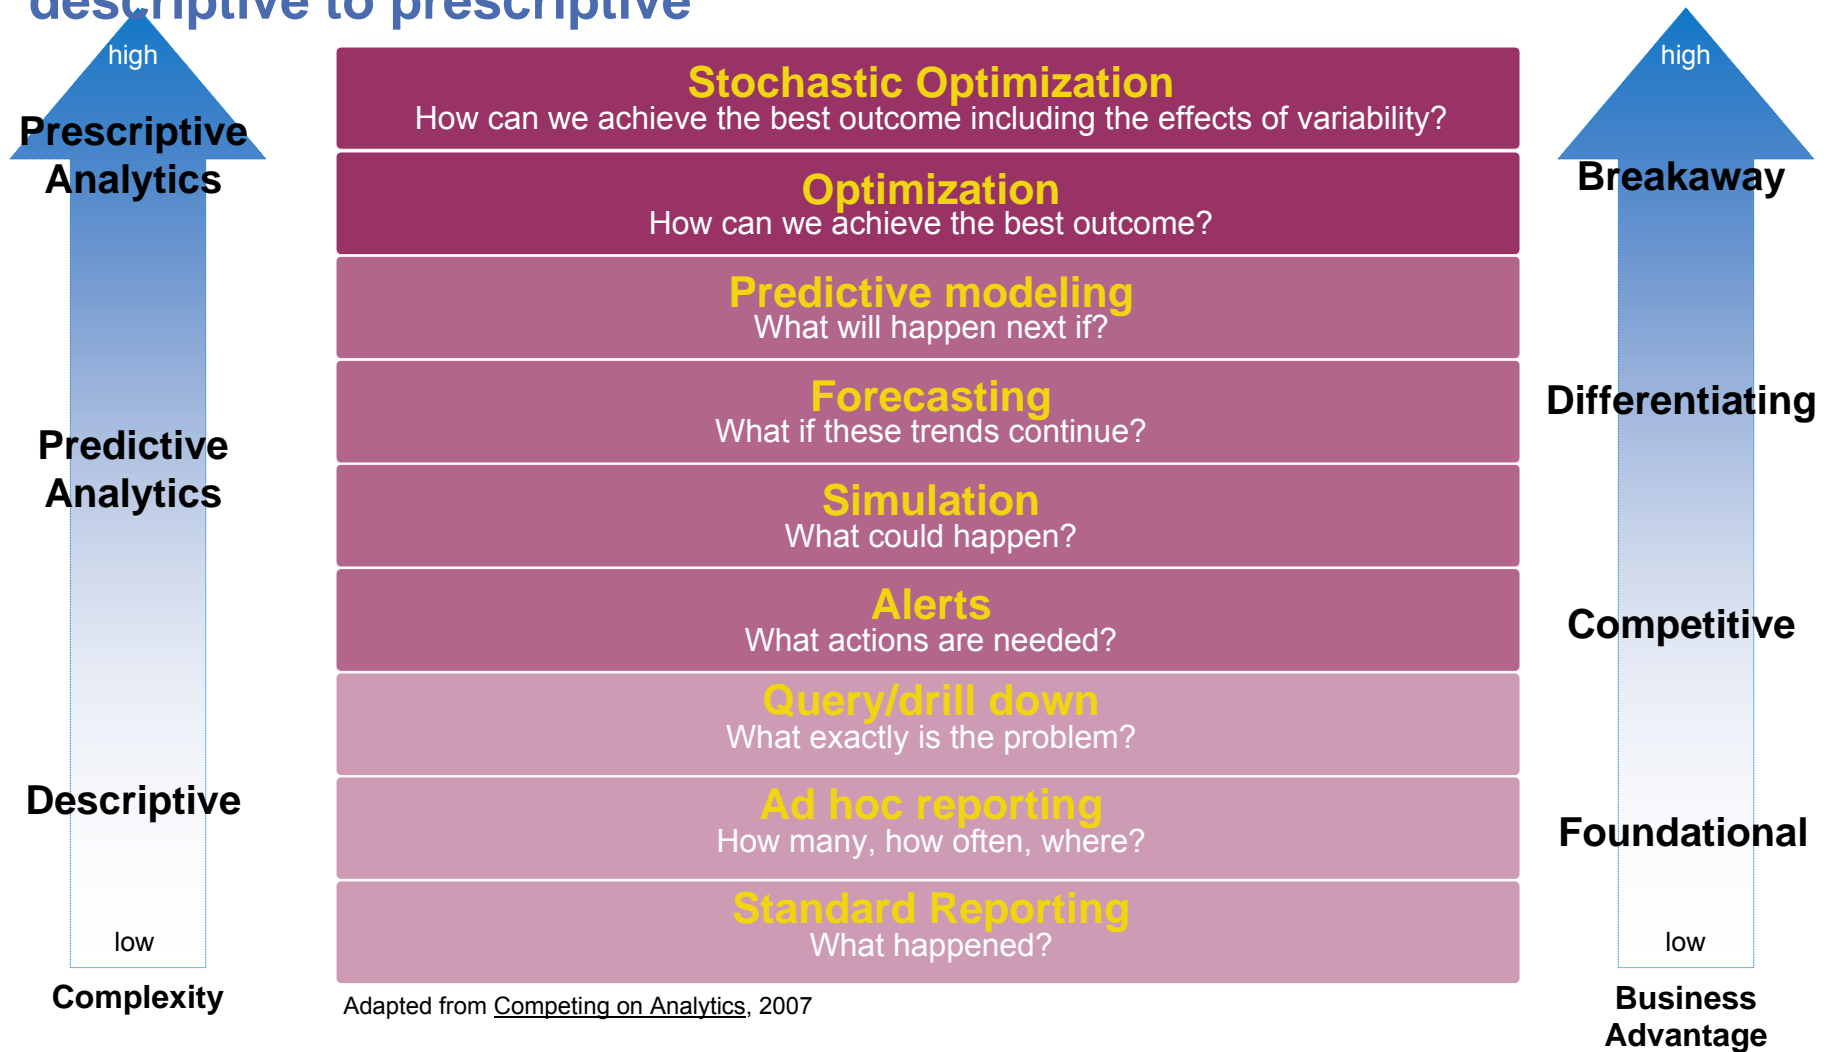 descriptive to prescriptive
high
Prescriptive
Analytics
Predictive
Analytics
Descriptive
low
Complexity
Stochastic Optimization
How can we achieve the best outcome including the effects of variability?
Optimization
How can we achieve the best outcome?
Predictive modeling
What will happen next if?
Forecasting
What if these trends continue?
Simulation
What could happen?
Alerts
What actions are needed?
Query/drill down
What exactly is the problem?
Ad hoc reporting
How many, how often, where?
Standard Reporting
What happened?
Adapted from Competing on Analytics, 2007
high
Breakaway
Differentiating
Competitive
Foundational
low
Business
Advantage